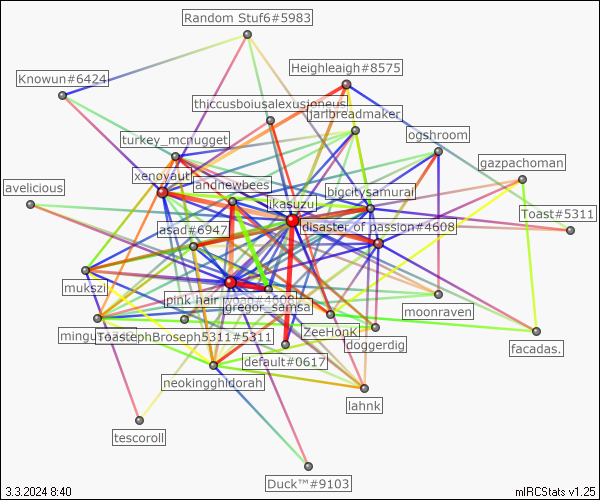 Random Stuf6#5983
Heighleaigh#8575
Knowun#6424
thiccusboiusalexusjoneus
jarlbreadmaker
turkey_mcnugget
ogshroom
gazpachoman
xenoyaut
andnewbees
bigcitysamurai
avelicious
ikasuzu
Toast#5311
asad#6947
disaster of passion#4608
mukszi
pink hair
gregor_samsa
moonraven
ToastephBroseph5311#5311
ZeeHonK
doggerdig
facadas.
default#0617
neokingghidorah
lahnk
tescoroll
Duck™#9103
3.3.2024 8:40
mIRCStats v1.25